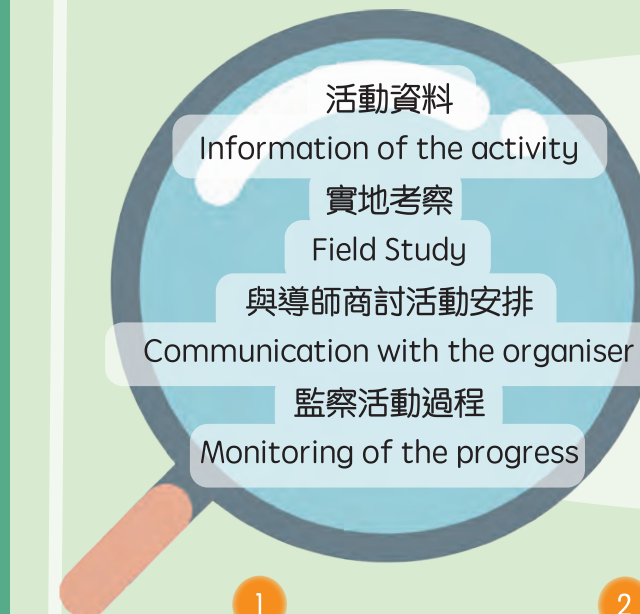 活動資料
Information of the activity
實地考察
Field Study
與導師商討活動安排
Communication with the organiser
監察活動過程
Monitoring of the progress
1
2